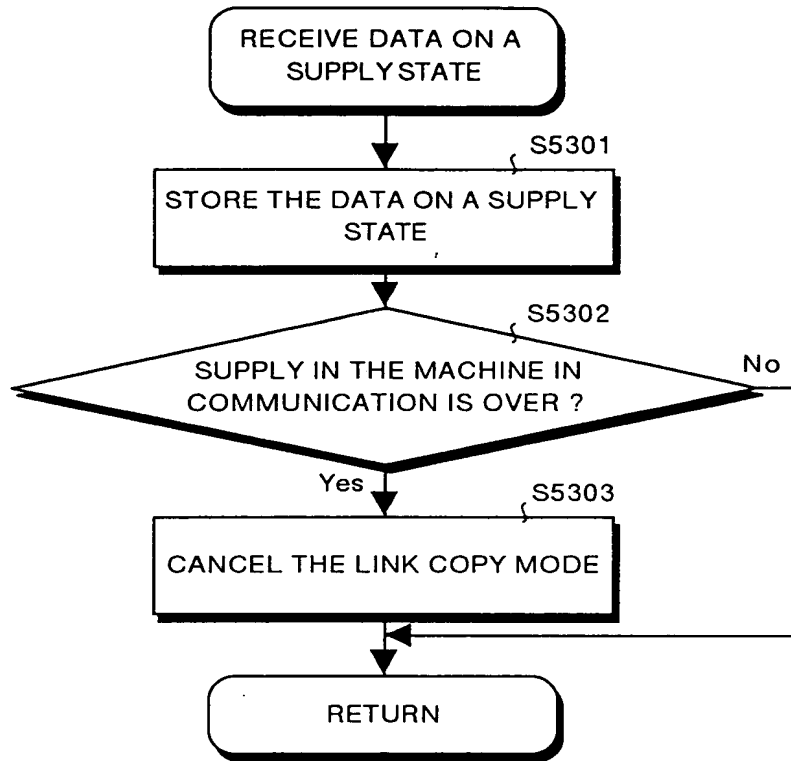 RECEIVE DATA ON A
SUPPLY STATE
S5301
STORE THE DATA ON A SUPPLY
STATE
S5302
SUPPLY IN THE MACHINE IN
COMMUNICATION IS OVER ?
No
Yes
S5303
CANCEL THE LINK COPY MODE
RETURN